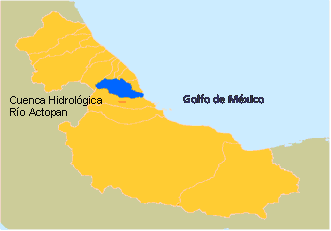 Golfo de México
Cuenca Hidrológica
Río Actopan